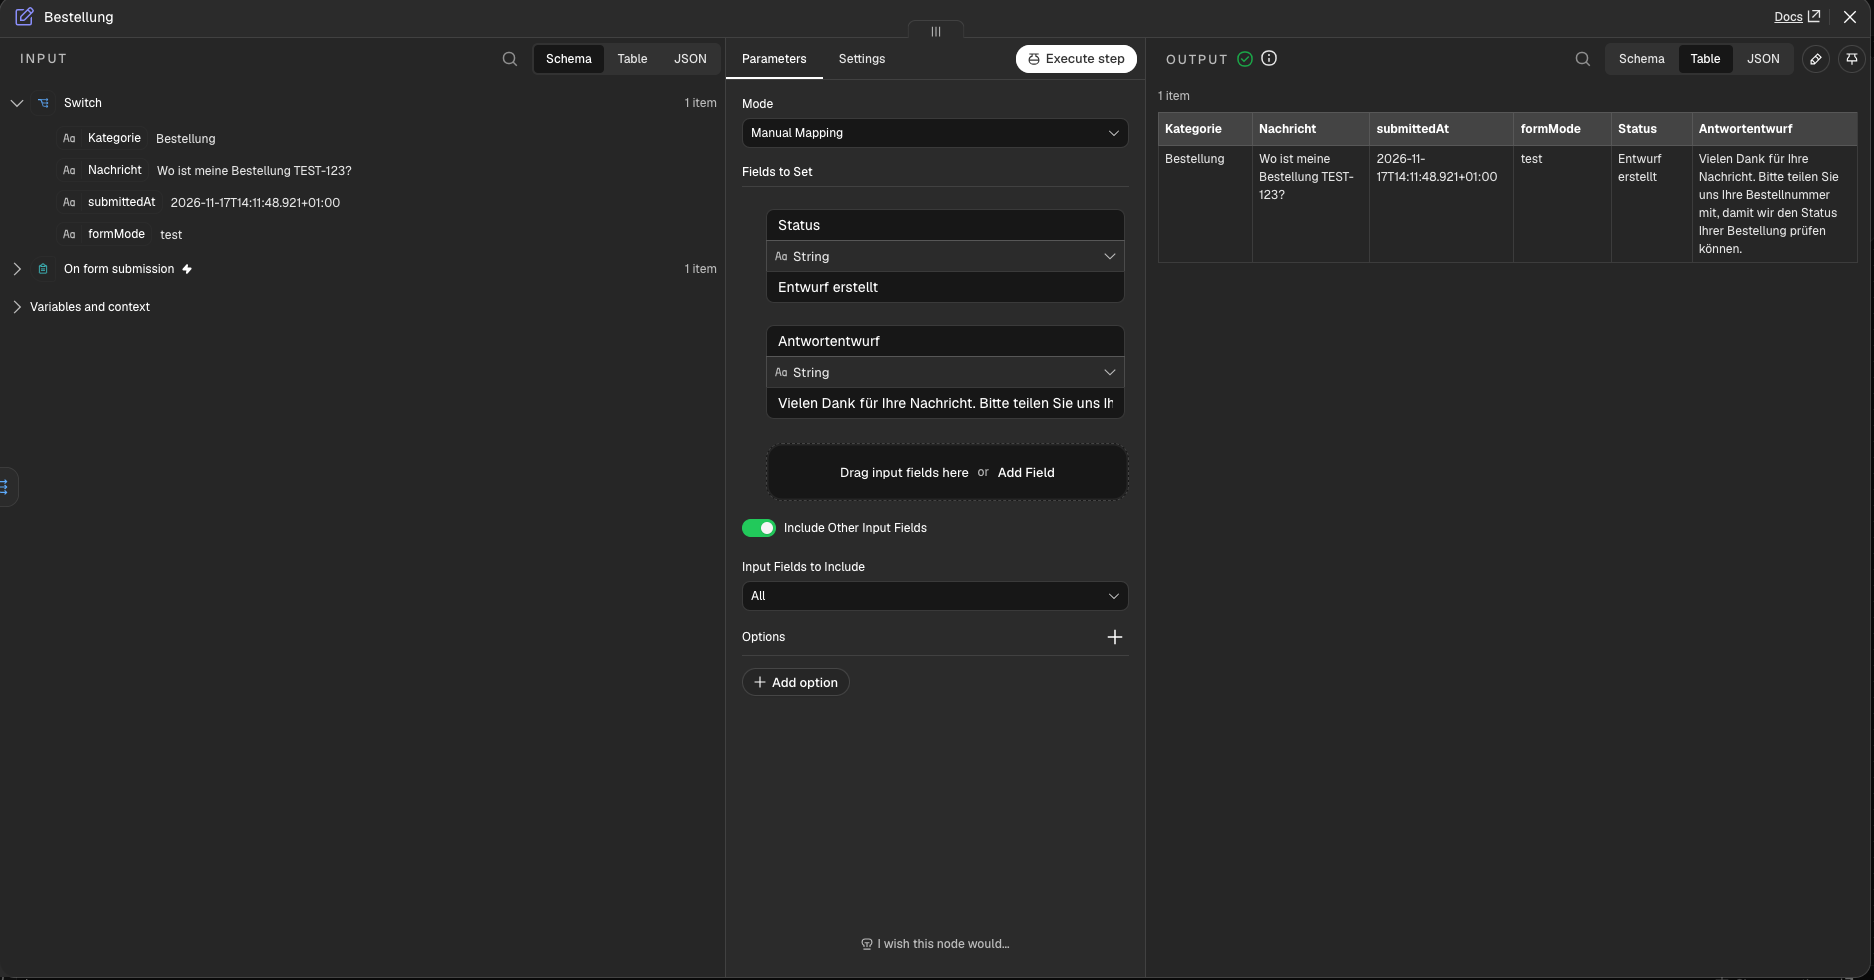 Bestellung
Docs
INPUT
Schema
Table
JSON
Switch
1 item
Kategorie
Bestellung
Nachricht
Wo ist meine Bestellung TEST-123?
submittedAt
2026-11-17T14:11:48.921+01:00
formMode
test
On form submission
1 item
Variables and context
Parameters
Settings
Execute step
Mode
Manual Mapping
Fields to Set
Status
String
Entwurf erstellt
Antwortentwurf
String
Vielen Dank für Ihre Nachricht. Bitte teilen Sie uns Ih
Drag input fields here or Add Field
Include Other Input Fields
Input Fields to Include
All
Options
Add option
I wish this node would...
OUTPUT
Schema
Table
JSON
1 item
Kategorie
Nachricht
submittedAt
formMode
Status
Antwortentwurf
Bestellung
Wo ist meine
Bestellung TEST-
123?
2026-11-
17T14:11:48.921+01:00
test
Entwurf
erstellt
Vielen Dank für Ihre
Nachricht. Bitte teilen Sie
uns Ihre Bestellnummer
mit, damit wir den Status
Ihrer Bestellung prüfen
können.